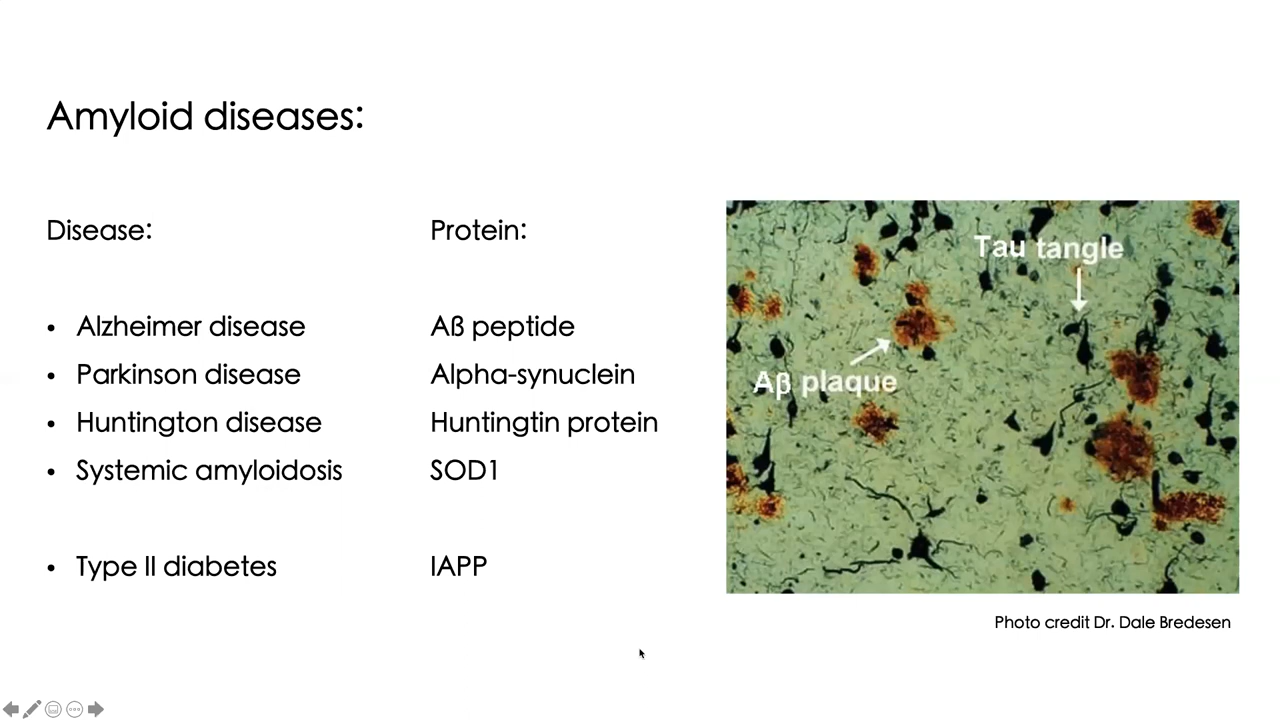 Amyloid diseases:
Disease: Protein:
• Alzheimer disease Aß peptide
• Parkinson disease Alpha-synuclein
• Huntington disease Huntingtin protein
• Systemic amyloidosis SOD1
• Type II diabetes IAPP
Tau tangle
Aβ plaque
Photo credit Dr. Dale Bredesen